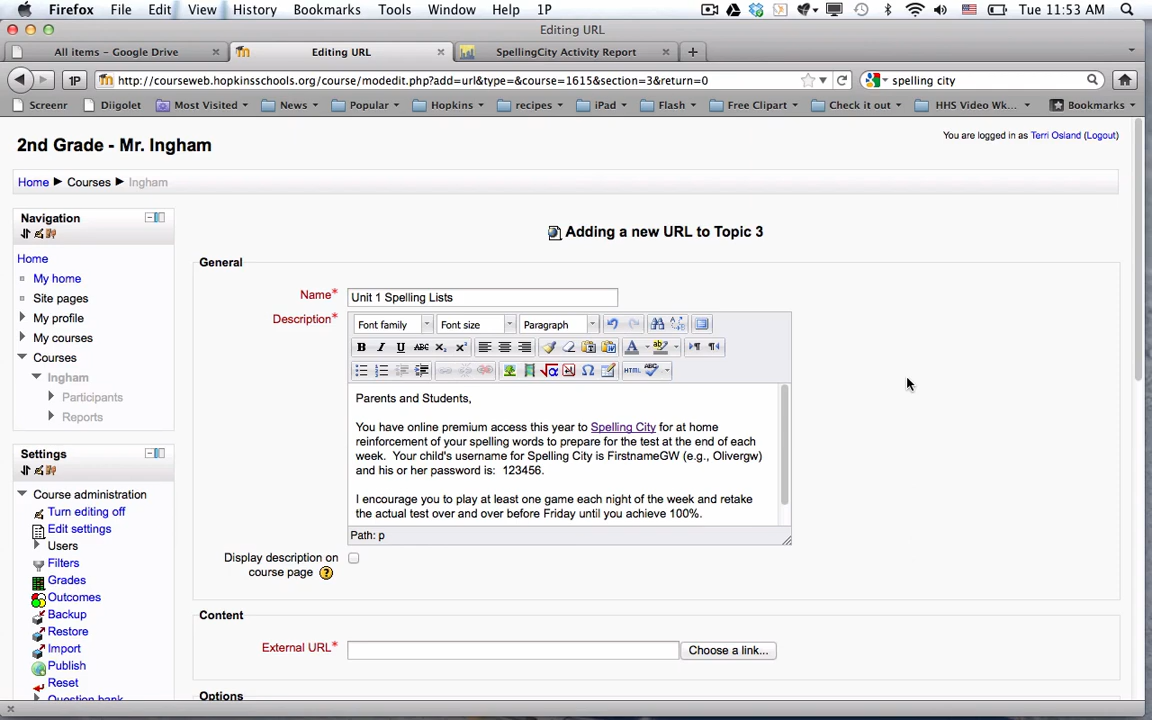 Firefox File Edit View History Bookmarks Tools Window Help 1P Tue 11:53 AM
Editing URL
All items - Google Drive × Editing URL × SpellingCity Activity Report × +
1P http://courseweb.hopkinsschools.org/course/modedit.php?add=url&type=&course=1615&section=3&return=0 spelling city
Screenr Diigolet Most Visited News Popular Hopkins recipes iPad Flash Free Clipart Check it out HHS Video Wk... Bookmarks
You are logged in as Terri Osland (Logout)
2nd Grade - Mr. Ingham
Home ► Courses ► Ingham
Navigation
Home
My home
Site pages
My profile
My courses
Courses
Ingham
Participants
Reports
Settings
Course administration
Turn editing off
Edit settings
Users
Filters
Grades
Outcomes
Backup
Restore
Import
Publish
Reset
Question bank
Adding a new URL to Topic 3
General
Name* Unit 1 Spelling Lists
Description*
Font family Font size Paragraph
B I U ABC X₂ X² A ab
Ω HTML ABC
Parents and Students,
You have online premium access this year to Spelling City for at home
reinforcement of your spelling words to prepare for the test at the end of each
week. Your child's username for Spelling City is FirstnameGW (e.g., Olivergw)
and his or her password is: 123456.
I encourage you to play at least one game each night of the week and retake
the actual test over and over before Friday until you achieve 100%.
Path: p
Display description on
course page ?
Content
External URL* Choose a link...
Options